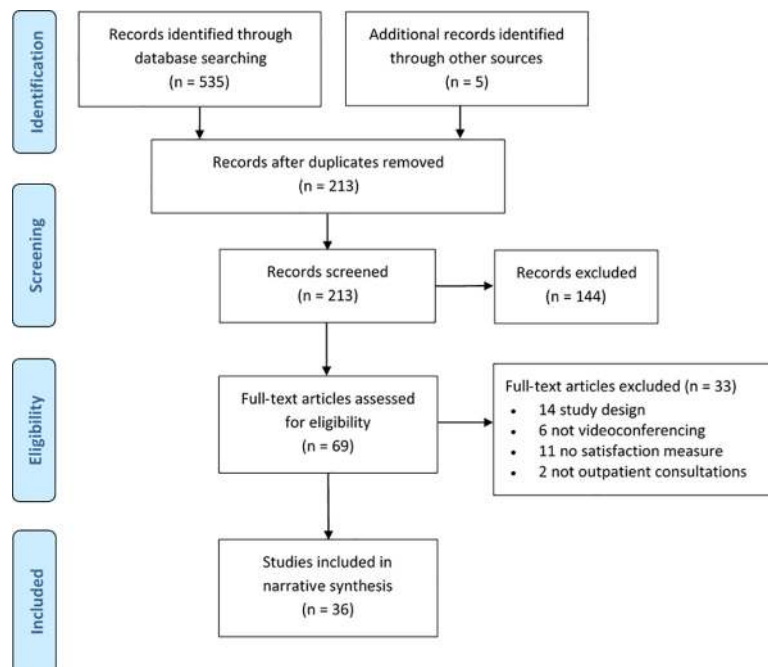 Identification
Records identified through
database searching
(n = 535)
Additional records identified
through other sources
(n = 5)
Records after duplicates removed
(n = 213)
Screening
Records screened
(n = 213)
Records excluded
(n = 144)
Eligibility
Full-text articles assessed
for eligibility
(n = 69)
Full-text articles excluded (n = 33)
• 14 study design
• 6 not videoconferencing
• 11 no satisfaction measure
• 2 not outpatient consultations
Included
Studies included in
narrative synthesis
(n = 36)